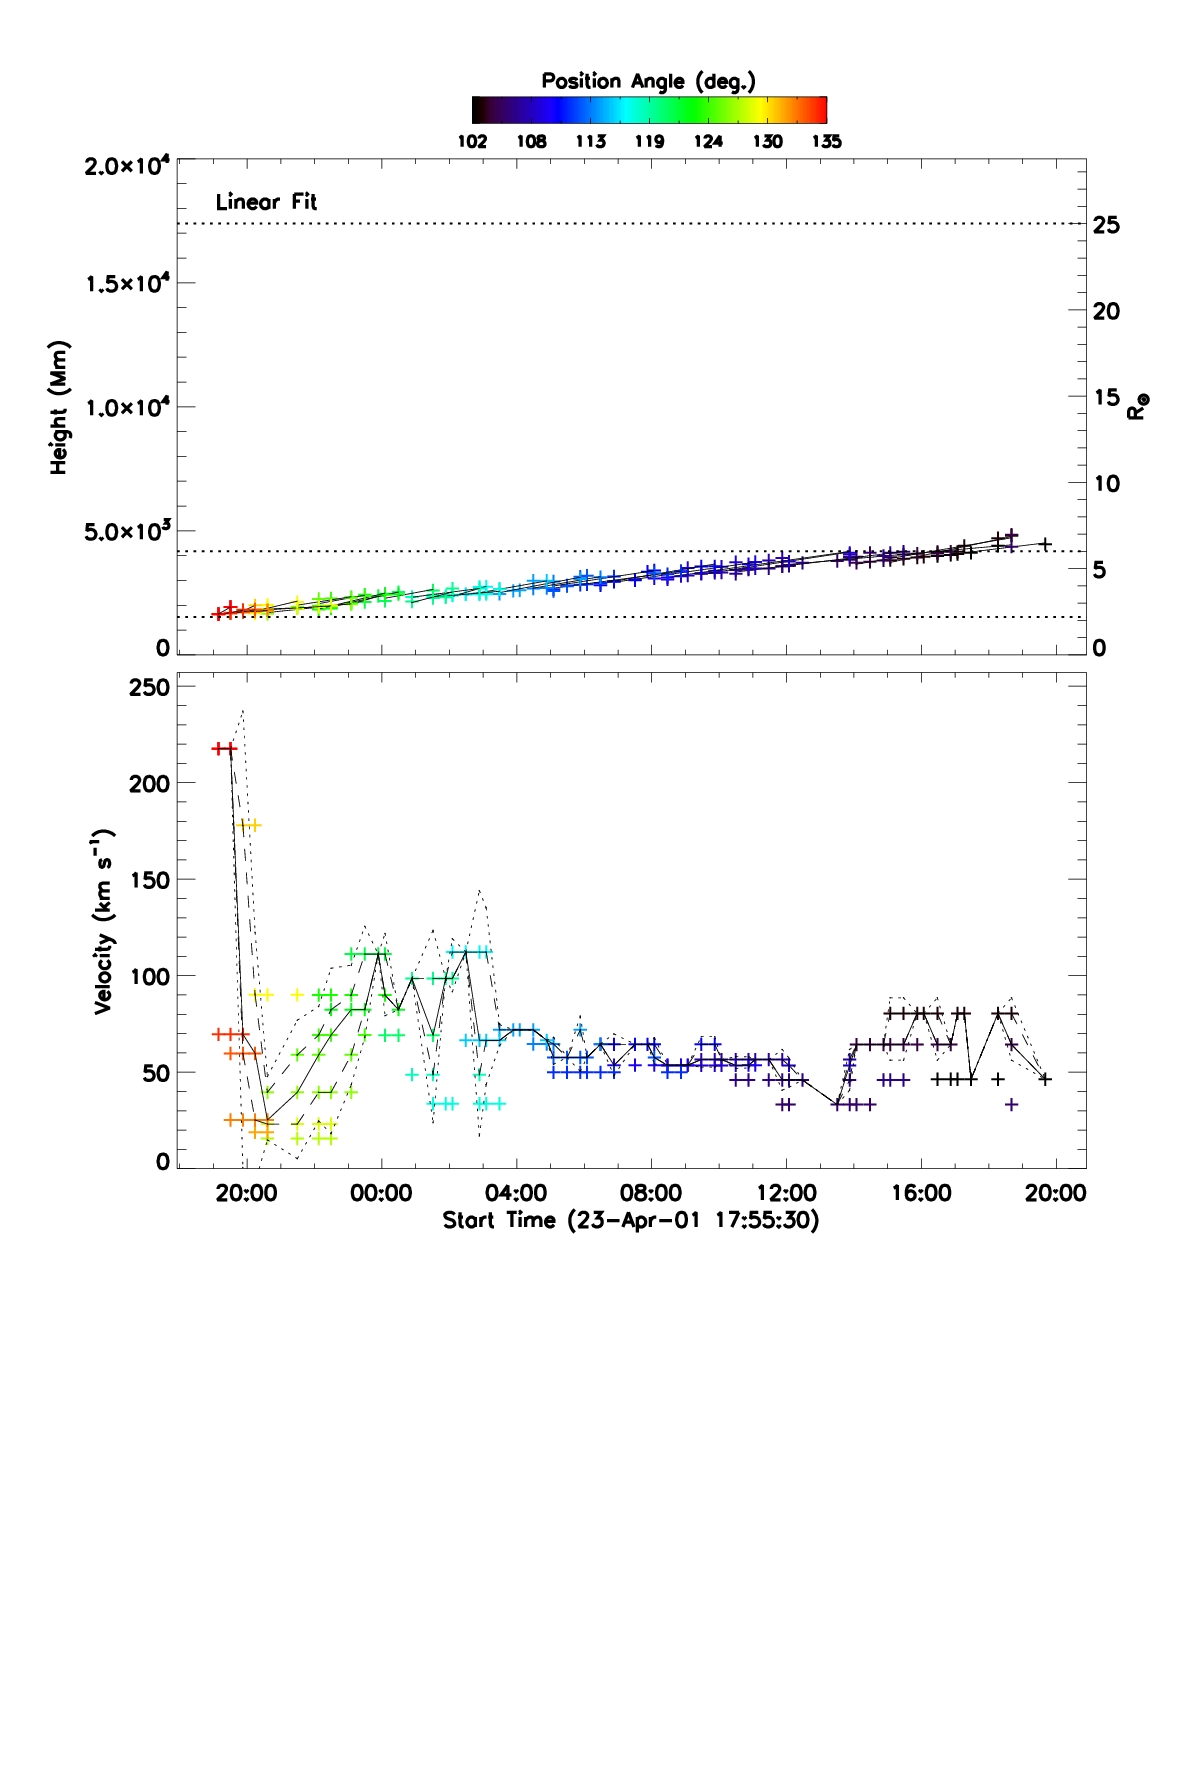 Position Angle (deg.)
102 108 113 119 124 130 135
2.0×10⁴
Linear Fit
25
1.5×10⁴
20
Height (Mm)
1.0×10⁴
15
R⊙
10
5.0×10³
5
0
0
250
200
150
Velocity (km s⁻¹)
100
50
0
20:00 00:00 04:00 08:00 12:00 16:00 20:00
Start Time (23-Apr-01 17:55:30)